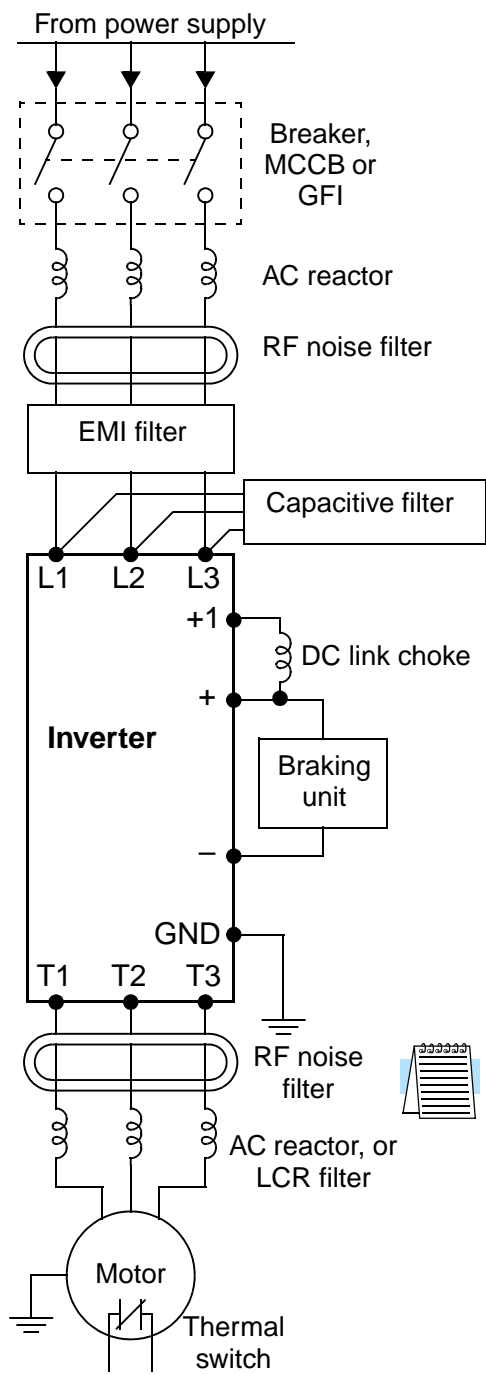 From power supply
Breaker,
MCCB or
GFI
AC reactor
RF noise filter
EMI filter
Capacitive filter
L1 L2 L3
+1
DC link choke
+
Inverter
Braking
unit
–
GND
T1 T2 T3
RF noise
filter
AC reactor, or
LCR filter
Motor
Thermal
switch